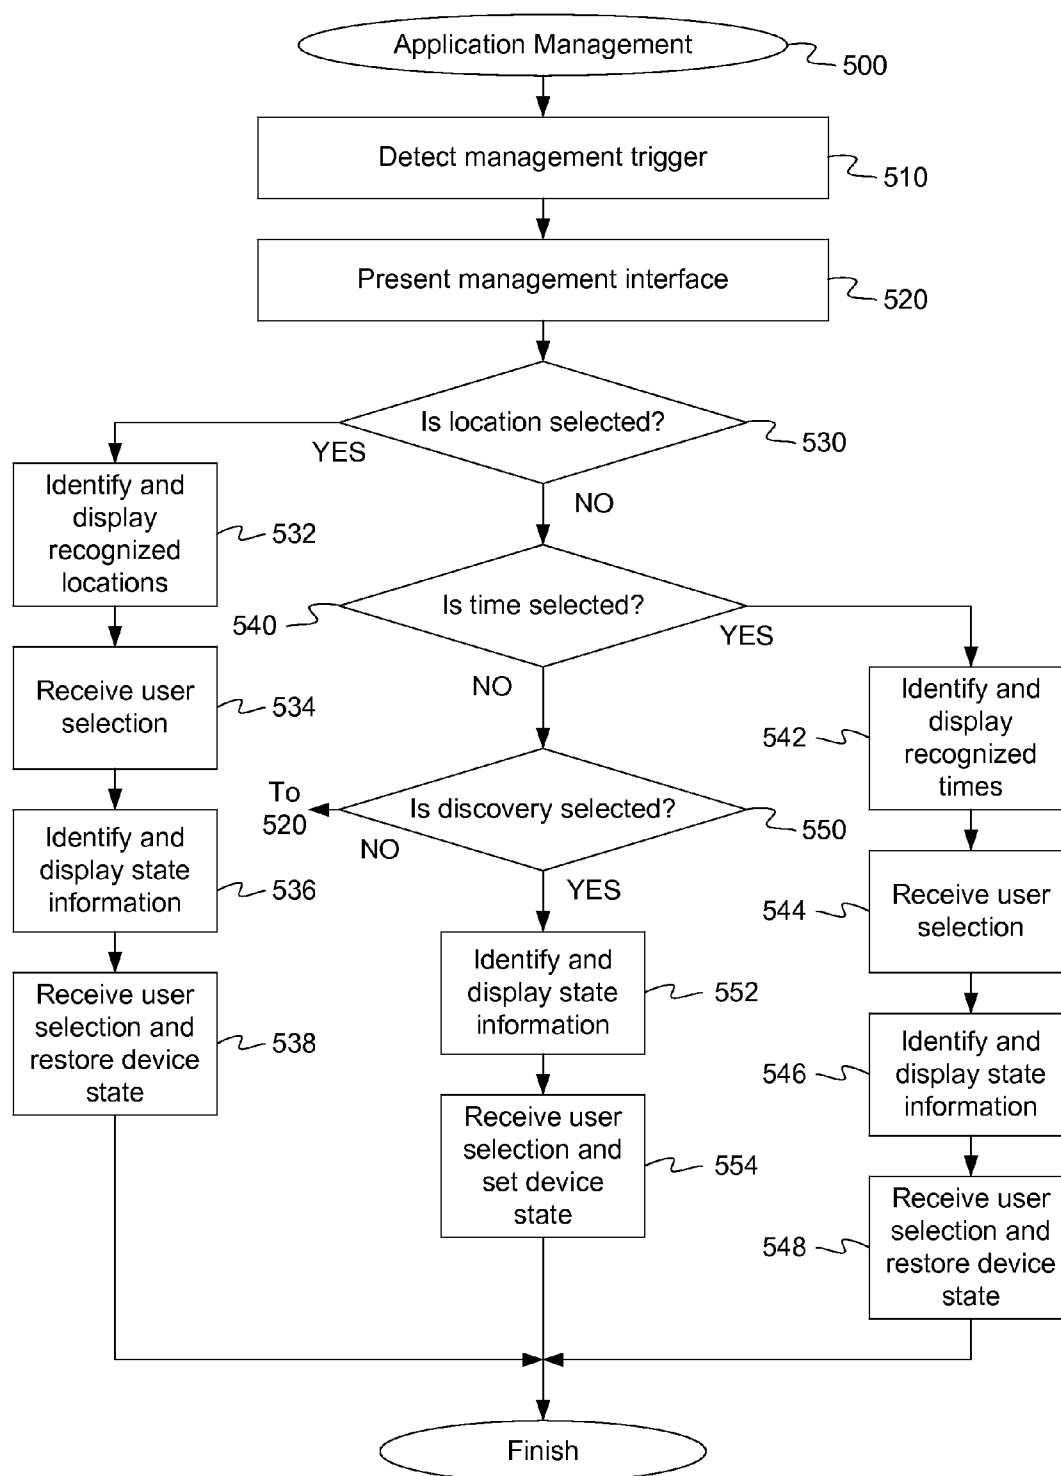 Application Management
500
Detect management trigger
510
Present management interface
520
Is location selected?
530
YES
NO
Identify and
display
recognized
locations
532
Receive user
selection
534
Identify and
display state
information
536
Receive user
selection and
restore device
state
538
Is time selected?
540
YES
NO
Identify and
display
recognized
times
542
Receive user
selection
544
Identify and
display state
information
546
Receive user
selection and
restore device
state
548
Is discovery selected?
550
To
520
NO
YES
Identify and
display state
information
552
Receive user
selection and
set device
state
554
Finish